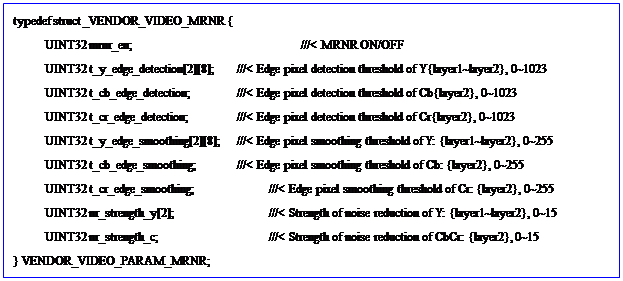 typedef struct _VENDOR_VIDEO_MRNR {
UINT32 mrnr_en; ///< MRNR ON/OFF
UINT32 t_y_edge_detection[2][8]; ///< Edge pixel detection threshold of Y{layer1~layer2}, 0~1023
UINT32 t_cb_edge_detection; ///< Edge pixel detection threshold of Cb{layer2}, 0~1023
UINT32 t_cr_edge_detection; ///< Edge pixel detection threshold of Cr{layer2}, 0~1023
UINT32 t_y_edge_smoothing[2][8]; ///< Edge pixel smoothing threshold of Y: {layer1~layer2}, 0~255
UINT32 t_cb_edge_smoothing; ///< Edge pixel smoothing threshold of Cb: {layer2}, 0~255
UINT32 t_cr_edge_smoothing; ///< Edge pixel smoothing threshold of Cr: {layer2}, 0~255
UINT32 nr_strength_y[2]; ///< Strength of noise reduction of Y: {layer1~layer2}, 0~15
UINT32 nr_strength_c; ///< Strength of noise reduction of CbCr: {layer2}, 0~15
} VENDOR_VIDEO_PARAM_MRNR;